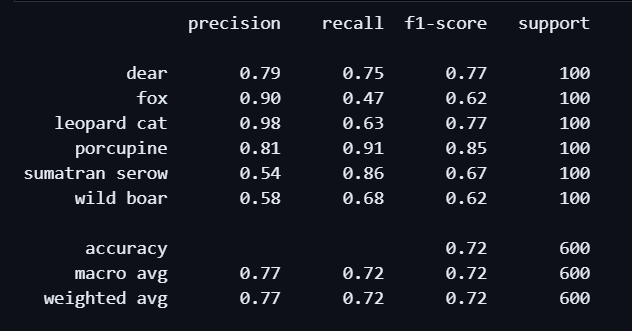 precision recall f1-score support
dear 0.79 0.75 0.77 100
fox 0.90 0.47 0.62 100
leopard cat 0.98 0.63 0.77 100
porcupine 0.81 0.91 0.85 100
sumatran serow 0.54 0.86 0.67 100
wild boar 0.58 0.68 0.62 100
accuracy 0.72 600
macro avg 0.77 0.72 0.72 600
weighted avg 0.77 0.72 0.72 600